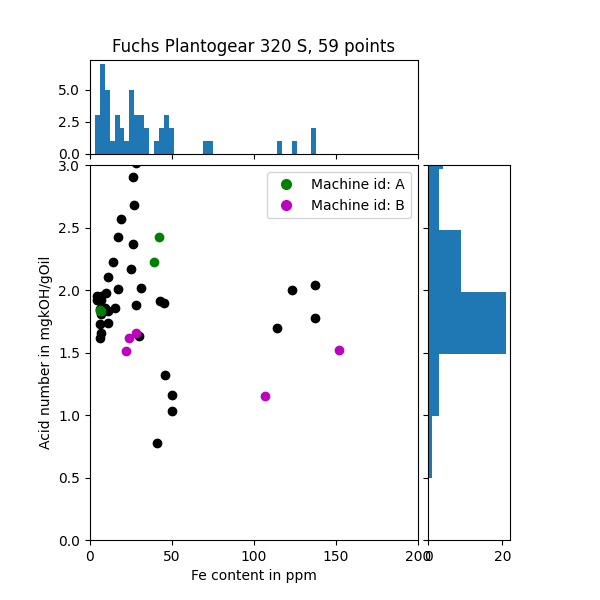 Fuchs Plantogear 320 S, 59 points
5.0
2.5
0.0
3.0
2.5
2.0
1.5
1.0
0.5
0.0
Acid number in mgkOH/gOil
Machine id: A
Machine id: B
0 50 100 150 200
0 20
Fe content in ppm